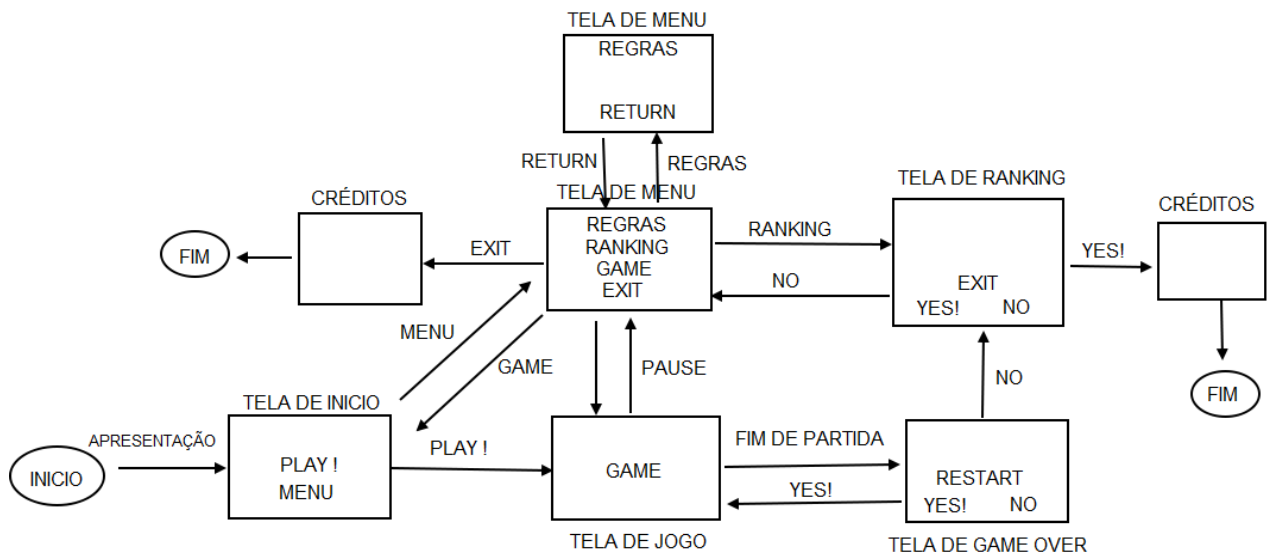 TELA DE MENU
REGRAS
RETURN
RETURN
REGRAS
TELA DE MENU
REGRAS
RANKING
GAME
EXIT
CRÉDITOS
EXIT
FIM
RANKING
NO
TELA DE RANKING
EXIT
YES! NO
YES!
CRÉDITOS
FIM
MENU
GAME
PAUSE
NO
INICIO
APRESENTAÇÃO
TELA DE INICIO
PLAY !
MENU
PLAY !
GAME
TELA DE JOGO
FIM DE PARTIDA
YES!
RESTART
YES! NO
TELA DE GAME OVER